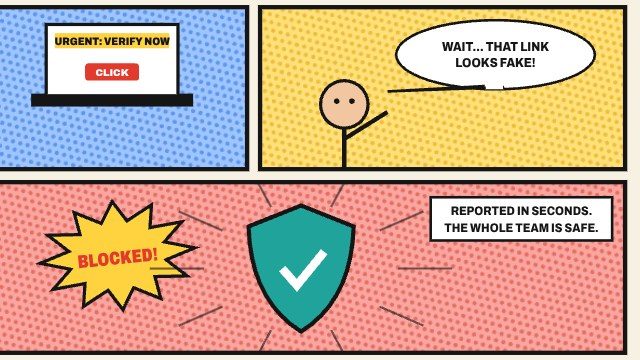 URGENT: VERIFY NOW
CLICK
WAIT... THAT LINK
LOOKS FAKE!
BLOCKED!
REPORTED IN SECONDS.
THE WHOLE TEAM IS SAFE.